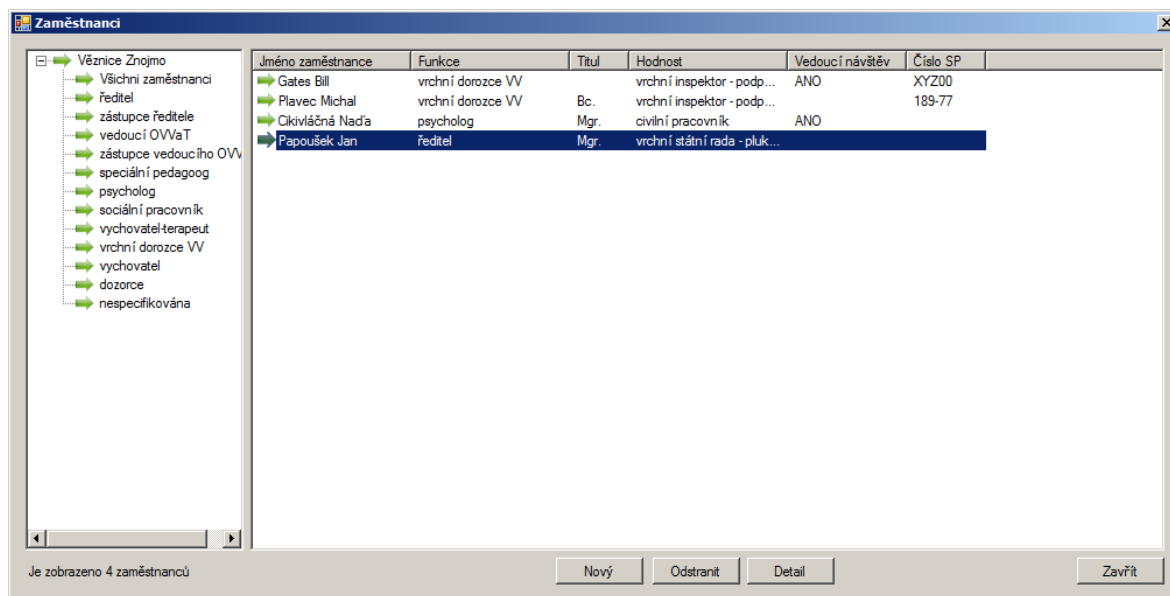 Zaměstnanci
Věznice Znojmo
Všichni zaměstnanci
ředitel
zástupce ředitele
vedoucí OVVaT
zástupce vedoucího OVV
speciální pedagoog
psycholog
sociální pracovník
vychovatel-terapeut
vrchní dorozce VV
vychovatel
dozorce
nespecifikována
Jméno zaměstnance Funkce Titul Hodnost Vedoucí návštěv Číslo SP
Gates Bill vrchní dorozce VV vrchní inspektor - podp... ANO XYZ00
Plavec Michal vrchní dorozce VV Bc. vrchní inspektor - podp... 189-77
Cikivláčná Naďa psycholog Mgr. civilní pracovník ANO
Papoušek Jan ředitel Mgr. vrchní státní rada - pluk...
Je zobrazeno 4 zaměstnanců Nový Odstranit Detail Zavřít